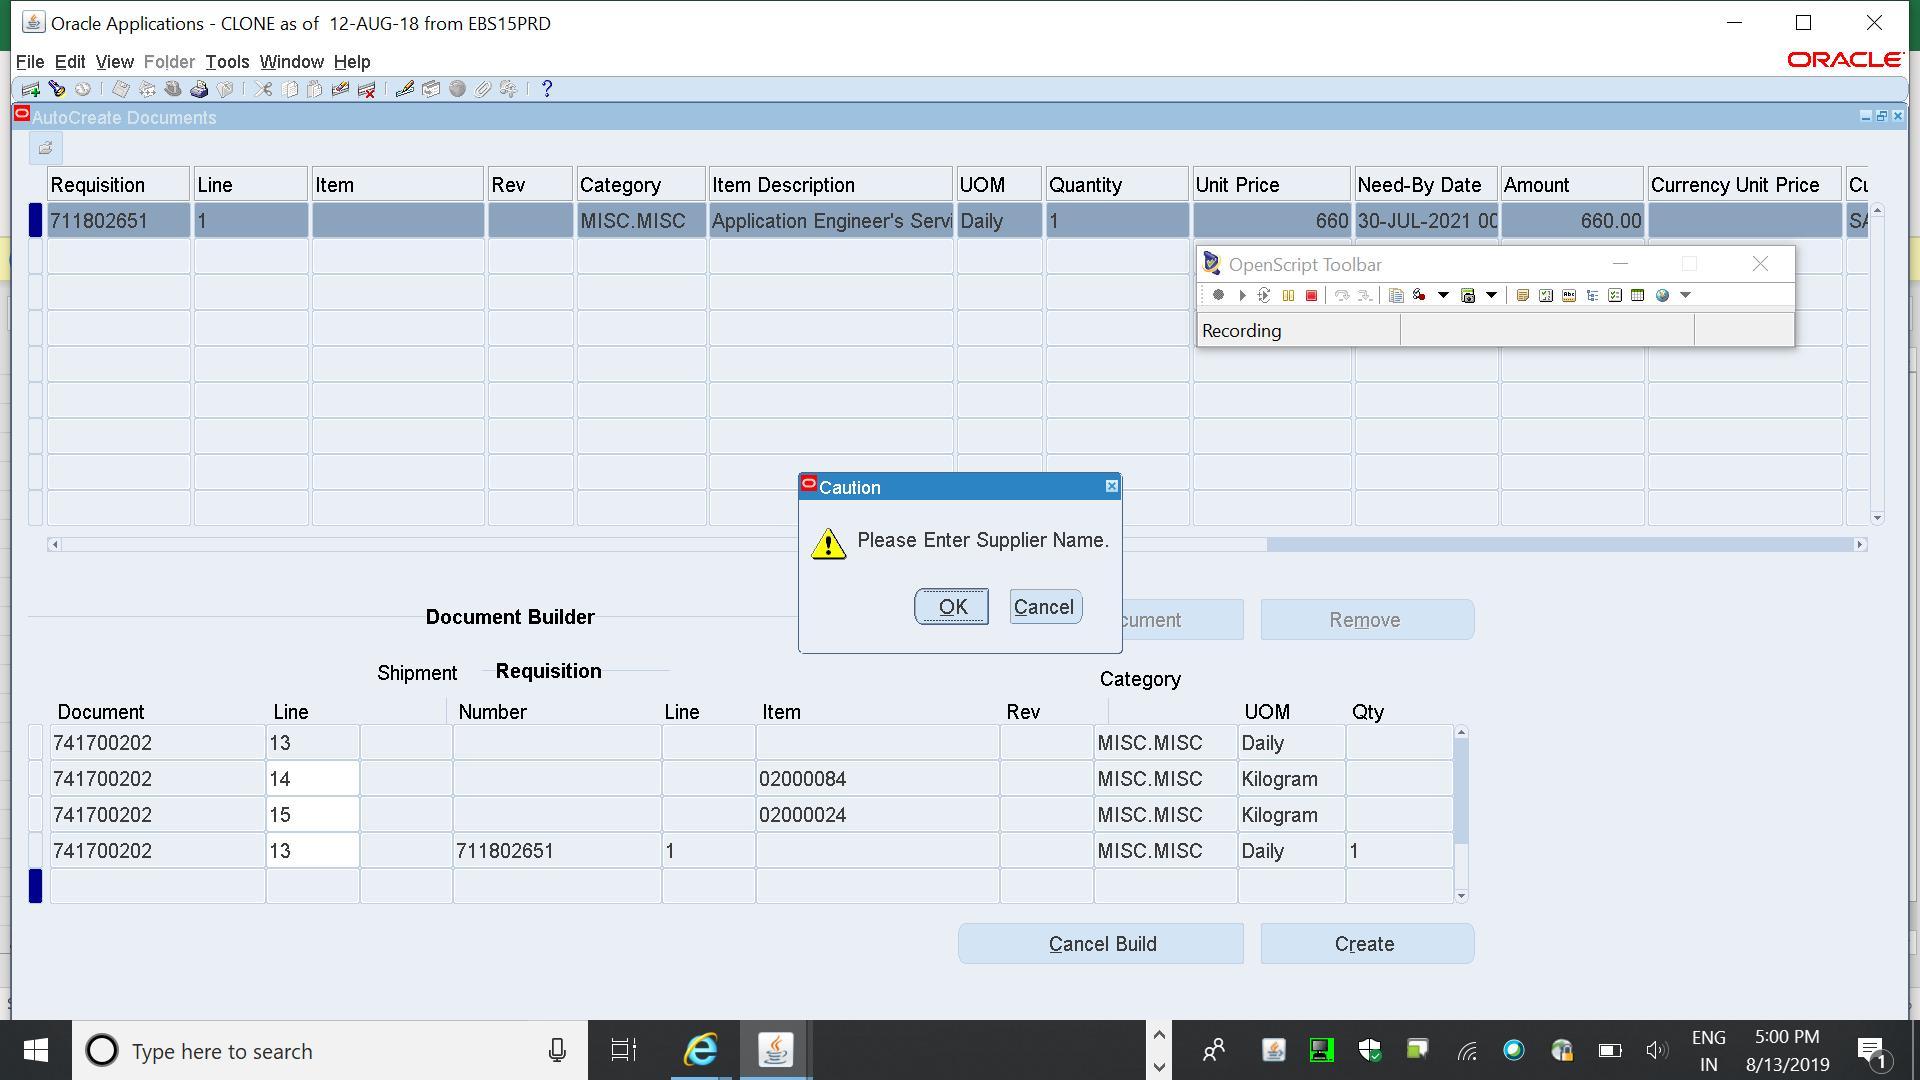 Oracle Applications - CLONE as of 12-AUG-18 from EBS15PRD
File Edit View Folder Tools Window Help
ORACLE
AutoCreate Documents
Requisition Line Item Rev Category Item Description UOM Quantity Unit Price Need-By Date Amount Currency Unit Price Cu
711802651 1 MISC.MISC Application Engineer's Servi Daily 1 660 30-JUL-2021 00 660.00 SA
OpenScript Toolbar
Recording
Caution
Please Enter Supplier Name.
OK Cancel
Document Builder
cument Remove
Shipment Requisition Category
Document Line Number Line Item Rev UOM Qty
741700202 13 MISC.MISC Daily
741700202 14 02000084 MISC.MISC Kilogram
741700202 15 02000024 MISC.MISC Kilogram
741700202 13 711802651 1 MISC.MISC Daily 1
Cancel Build Create
Type here to search
ENG 5:00 PM
IN 8/13/2019
1